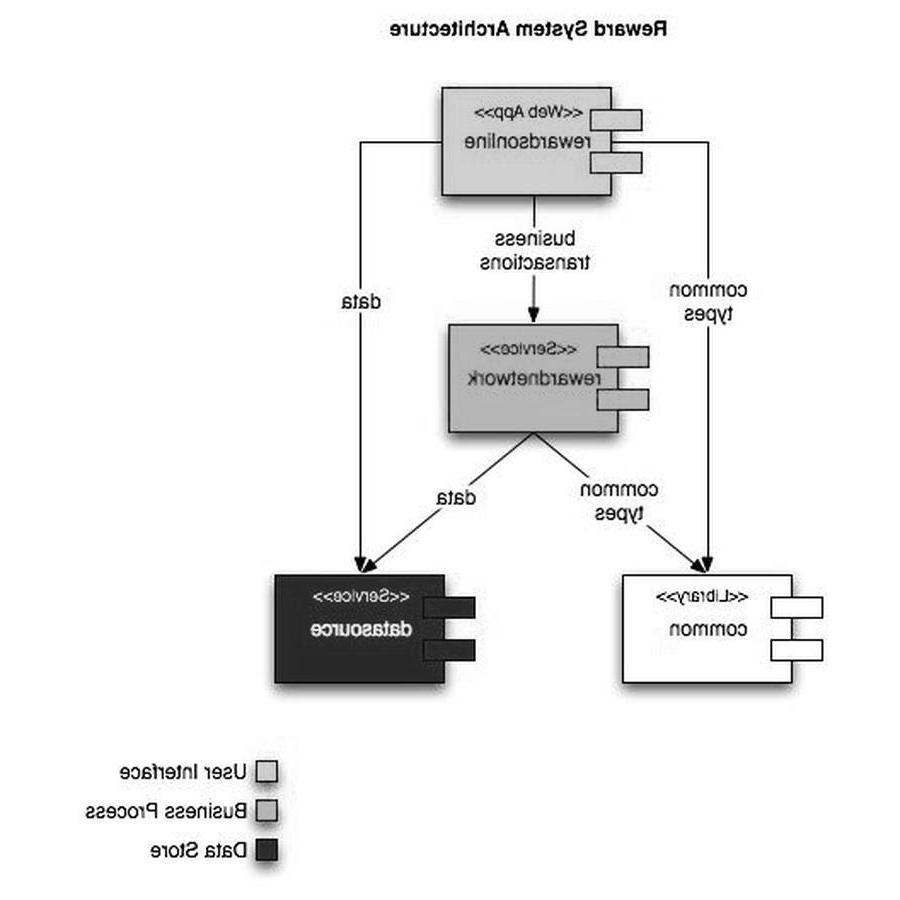 Reward System Architecture
<<Web App>>
rewardsonline
business
transactions
common
types
data
<<Service>>
rewardnetwork
common
types
data
<<Library>>
common
<<Service>>
datasource
User Interface
Business Process
Data Store